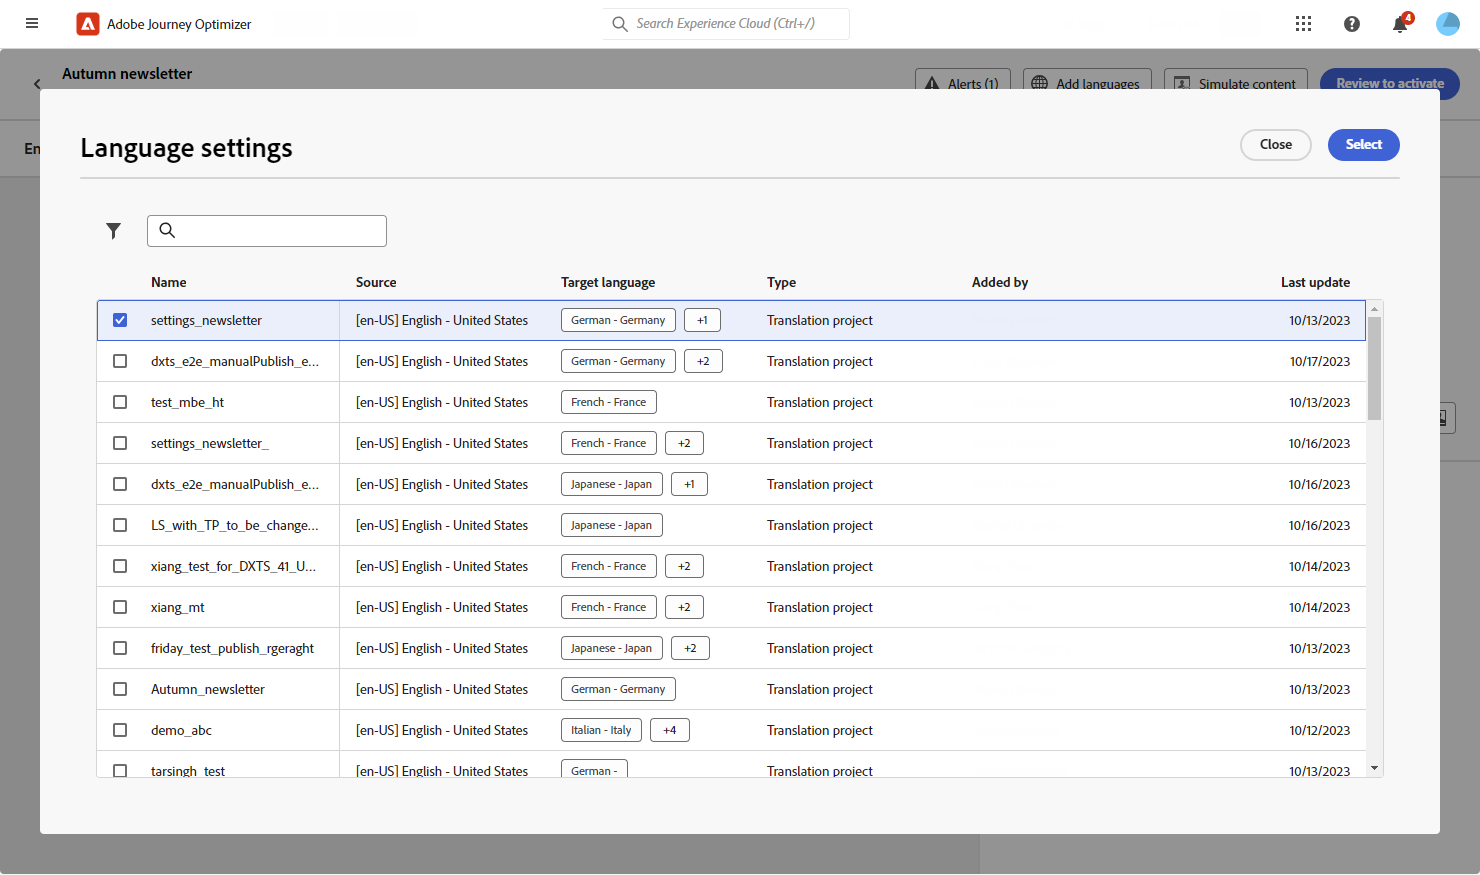 Adobe Journey Optimizer
Search Experience Cloud (Ctrl+/)
4
Autumn newsletter
Alerts (1)
Add languages
Simulate content
Review to activate
En
Language settings
Close
Select
Name Source Target language Type Added by Last update
settings_newsletter [en-US] English - United States German - Germany +1 Translation project 10/13/2023
dxts_e2e_manualPublish_e... [en-US] English - United States German - Germany +2 Translation project 10/17/2023
test_mbe_ht [en-US] English - United States French - France Translation project 10/13/2023
settings_newsletter_ [en-US] English - United States French - France +2 Translation project 10/16/2023
dxts_e2e_manualPublish_e... [en-US] English - United States Japanese - Japan +1 Translation project 10/16/2023
LS_with_TP_to_be_change... [en-US] English - United States Japanese - Japan Translation project 10/16/2023
xiang_test_for_DXTS_41_U... [en-US] English - United States French - France +2 Translation project 10/14/2023
xiang_mt [en-US] English - United States French - France +2 Translation project 10/14/2023
friday_test_publish_rgeraght [en-US] English - United States Japanese - Japan +2 Translation project 10/13/2023
Autumn_newsletter [en-US] English - United States German - Germany Translation project 10/13/2023
demo_abc [en-US] English - United States Italian - Italy +4 Translation project 10/12/2023
tarsingh_test [en-US] English - United States German - Translation project 10/13/2023